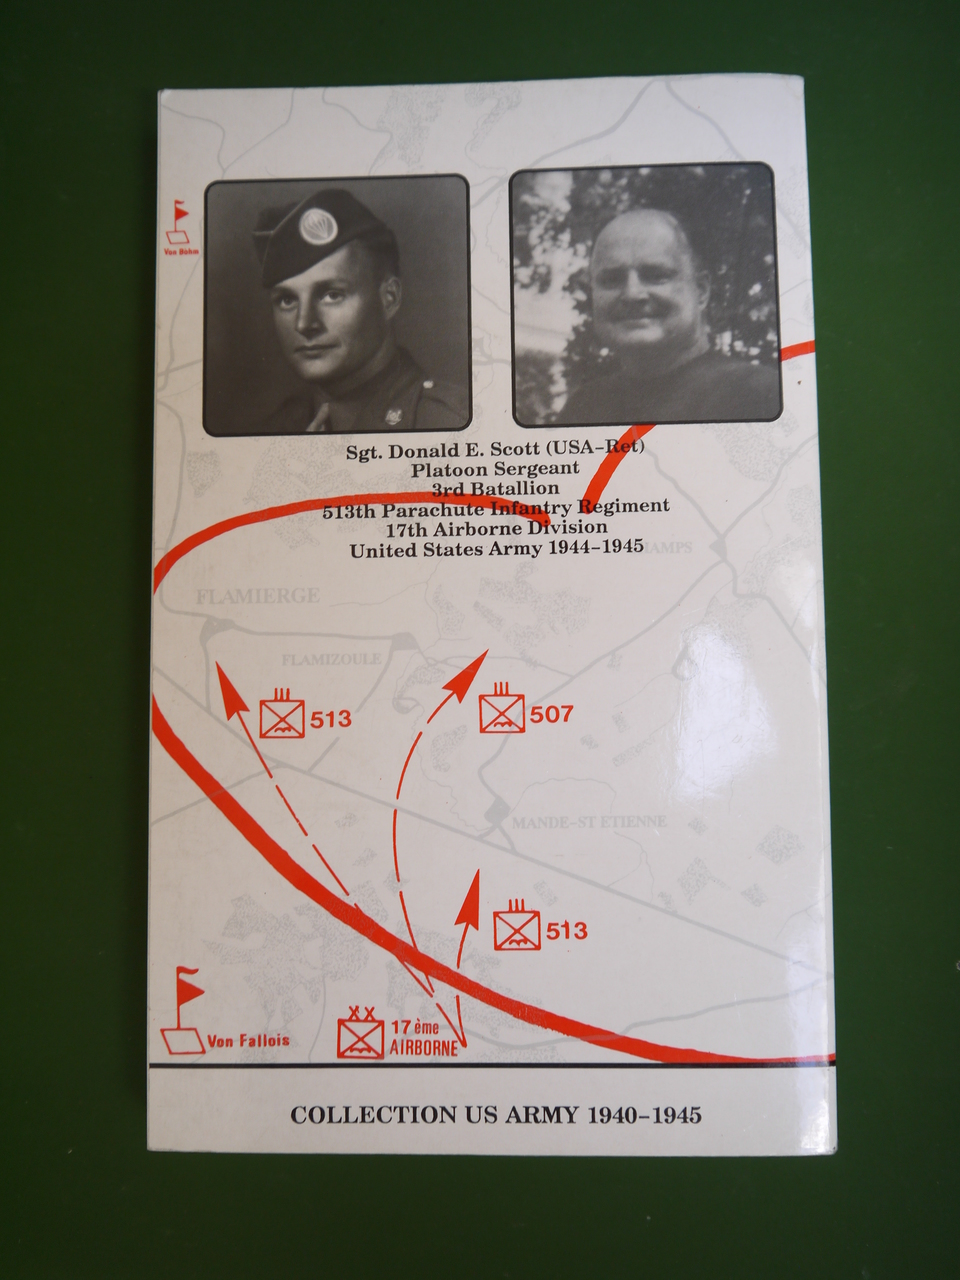 Von Böhm
Sgt. Donald E. Scott (USA-Ret)
Platoon Sergeant
3rd Batallion
513th Parachute Infantry Regiment
17th Airborne Division
United States Army 1944-1945
FLAMIERGE
FLAMIZOULE
513
507
MANDE-ST ETIENNE
513
Von Fallois
XX
17ème
AIRBORNE
COLLECTION US ARMY 1940-1945